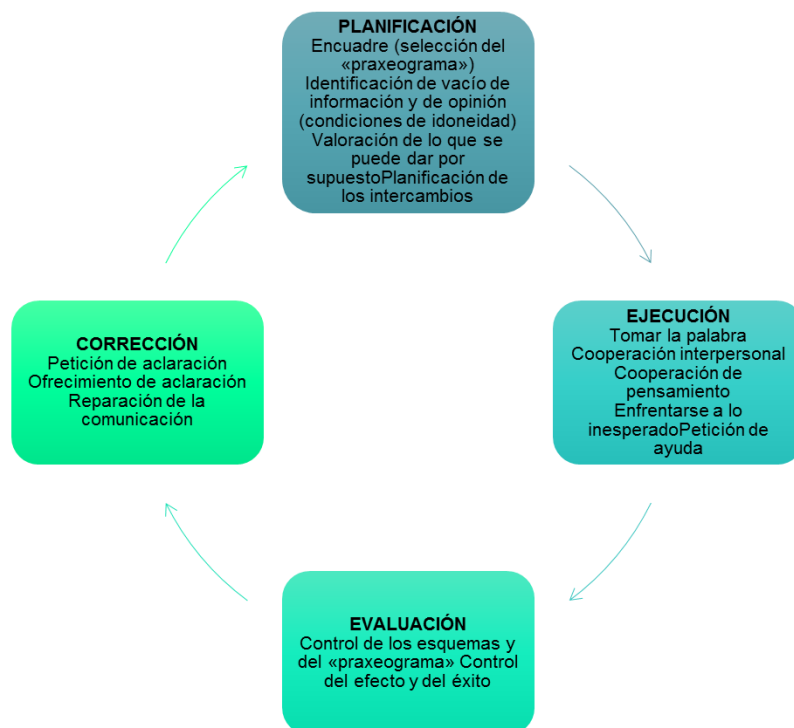 PLANIFICACIÓN
Encuadre (selección del
«praxeograma»)
Identificación de vacío de
información y de opinión
(condiciones de idoneidad)
Valoración de lo que se
puede dar por
supuestoPlanificación de
los intercambios
EJECUCIÓN
Tomar la palabra
Cooperación interpersonal
Cooperación de
pensamiento
Enfrentarse a lo
inesperadoPetición de
ayuda
EVALUACIÓN
Control de los esquemas y
del «praxeograma» Control
del efecto y del éxito
CORRECCIÓN
Petición de aclaración
Ofrecimiento de aclaración
Reparación de la
comunicación